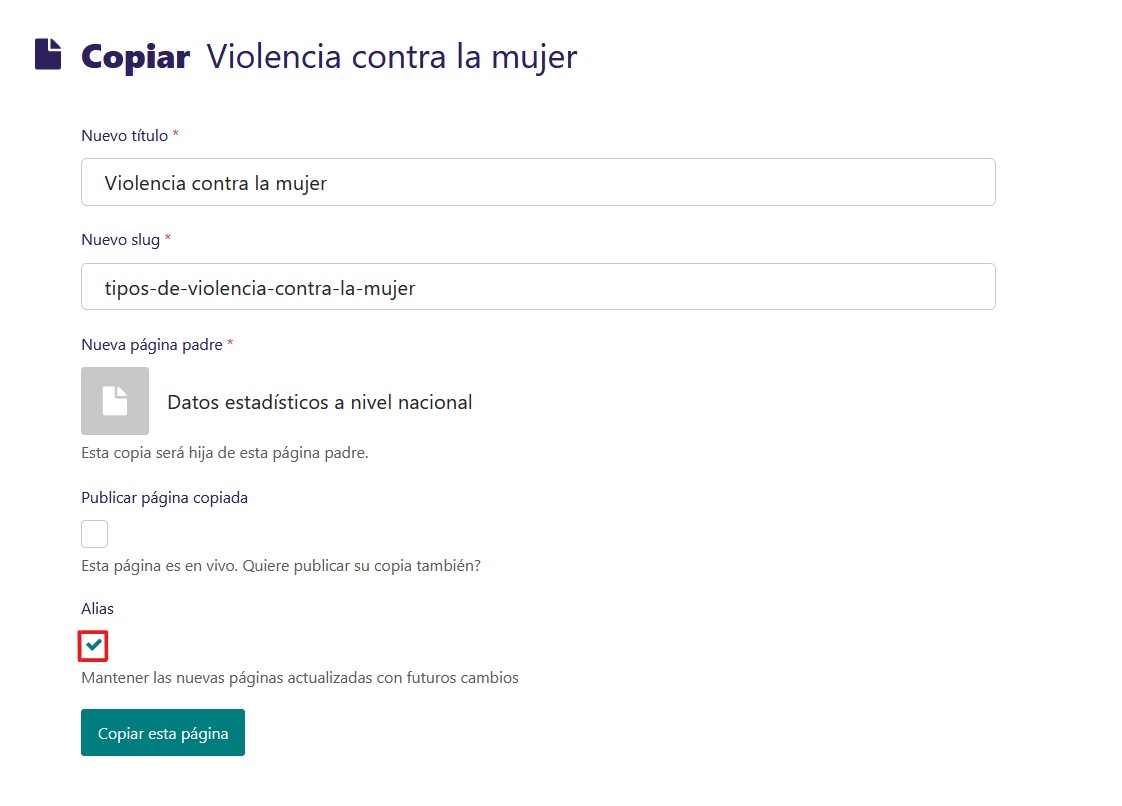 Copiar Violencia contra la mujer
Nuevo título *
Violencia contra la mujer
Nuevo slug *
tipos-de-violencia-contra-la-mujer
Nueva página padre *
Datos estadísticos a nivel nacional
Esta copia será hija de esta página padre.
Publicar página copiada
Esta página es en vivo. Quiere publicar su copia también?
Alias
Mantener las nuevas páginas actualizadas con futuros cambios
Copiar esta página